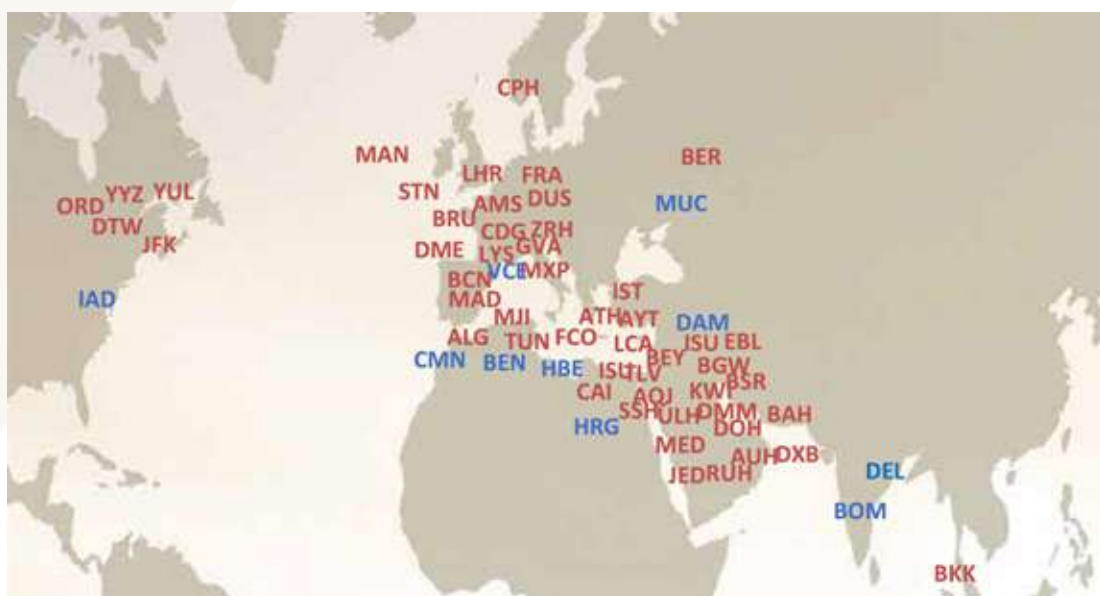 CPH
MAN
BER
LHR FRA
STN
YYZ YUL
ORD
AMS DUS
MUC
BRU
DTW
CDG ZRH
JFK
DME
LYS GVA
VCE MXP
BCN
IST
IAD
MAD
MJI
ATH AYT
DAM
ALG
TUN FCO
LCA
ISU EBL
CMN
BEN
HBE
BEY
BGW
ISU TLV
BSR
CAI
AQJ
KWI
SSH ULH DMM BAH
HRG
DOH
MED
AUH DXB
JED RUH
DEL
BOM
BKK